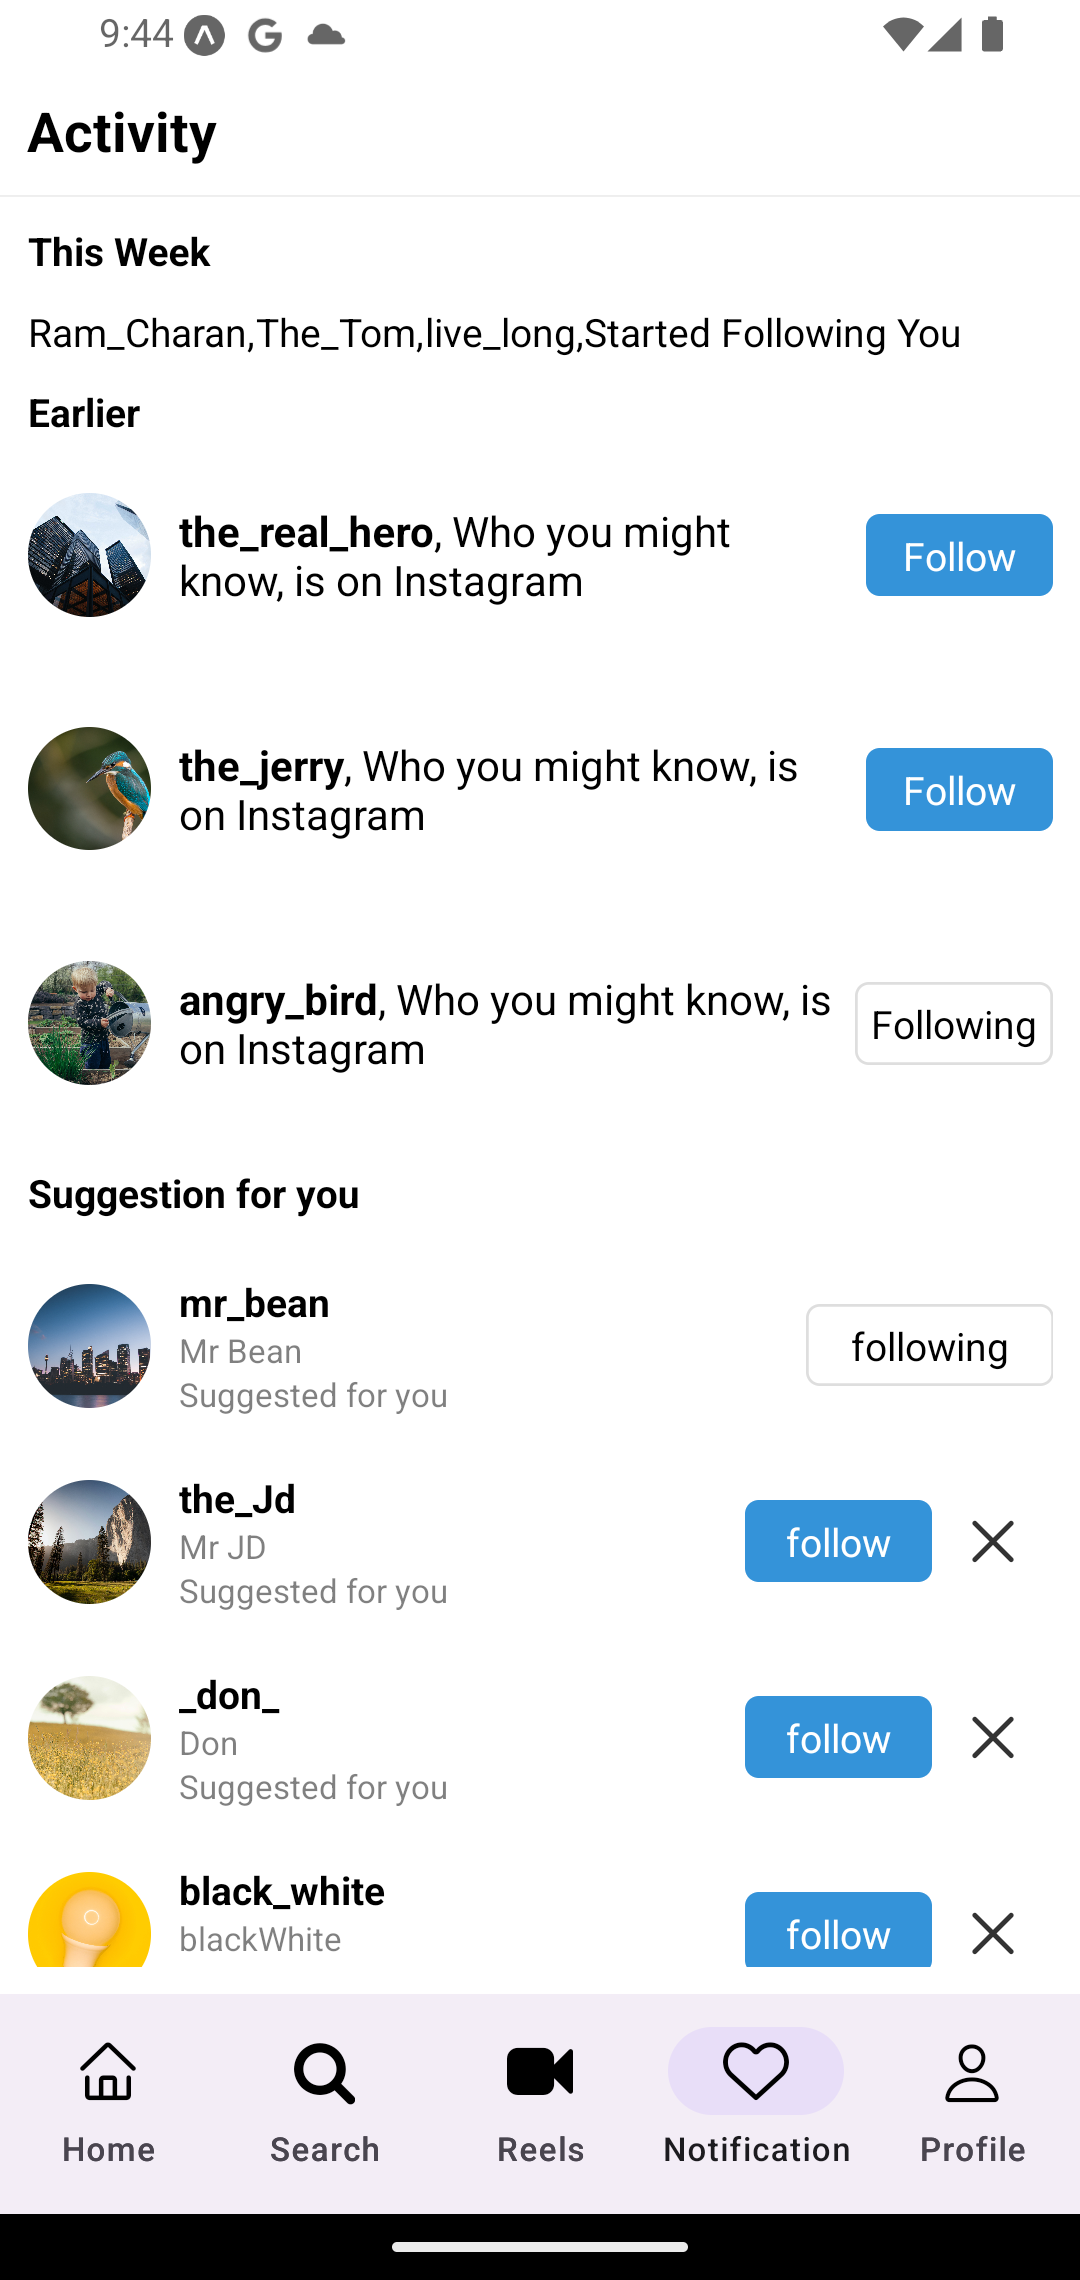 9:44
Activity
This Week
Ram_Charan,The_Tom,live_long,Started Following You
Earlier
the_real_hero, Who you might
know, is on Instagram
Follow
the_jerry, Who you might know, is
on Instagram
Follow
angry_bird, Who you might know, is
on Instagram
Following
Suggestion for you
mr_bean
Mr Bean
Suggested for you
following
the_Jd
Mr JD
Suggested for you
follow
_don_
Don
Suggested for you
follow
black_white
blackWhite
follow
Home
Search
Reels
Notification
Profile